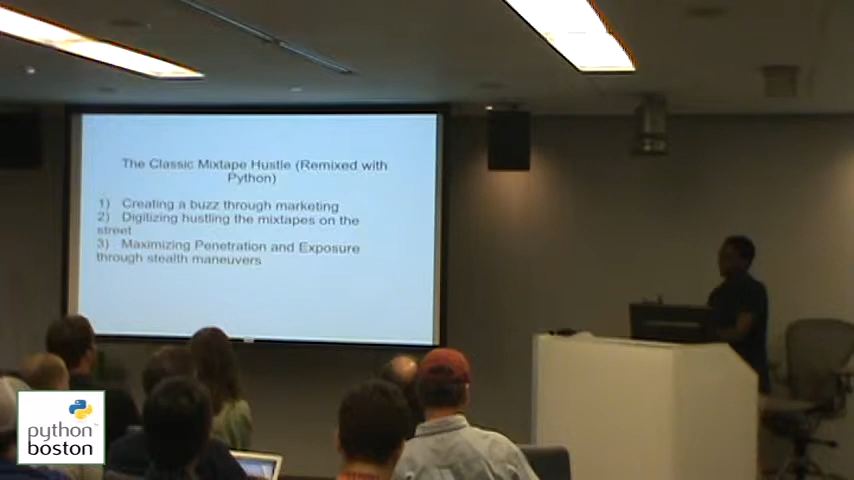 The Classic Mixtape Hustle (Remixed with
Python)
1) Creating a buzz through marketing
2) Digitizing hustling the mixtapes on the
street
3) Maximizing Penetration and Exposure
through stealth maneuvers
python
boston